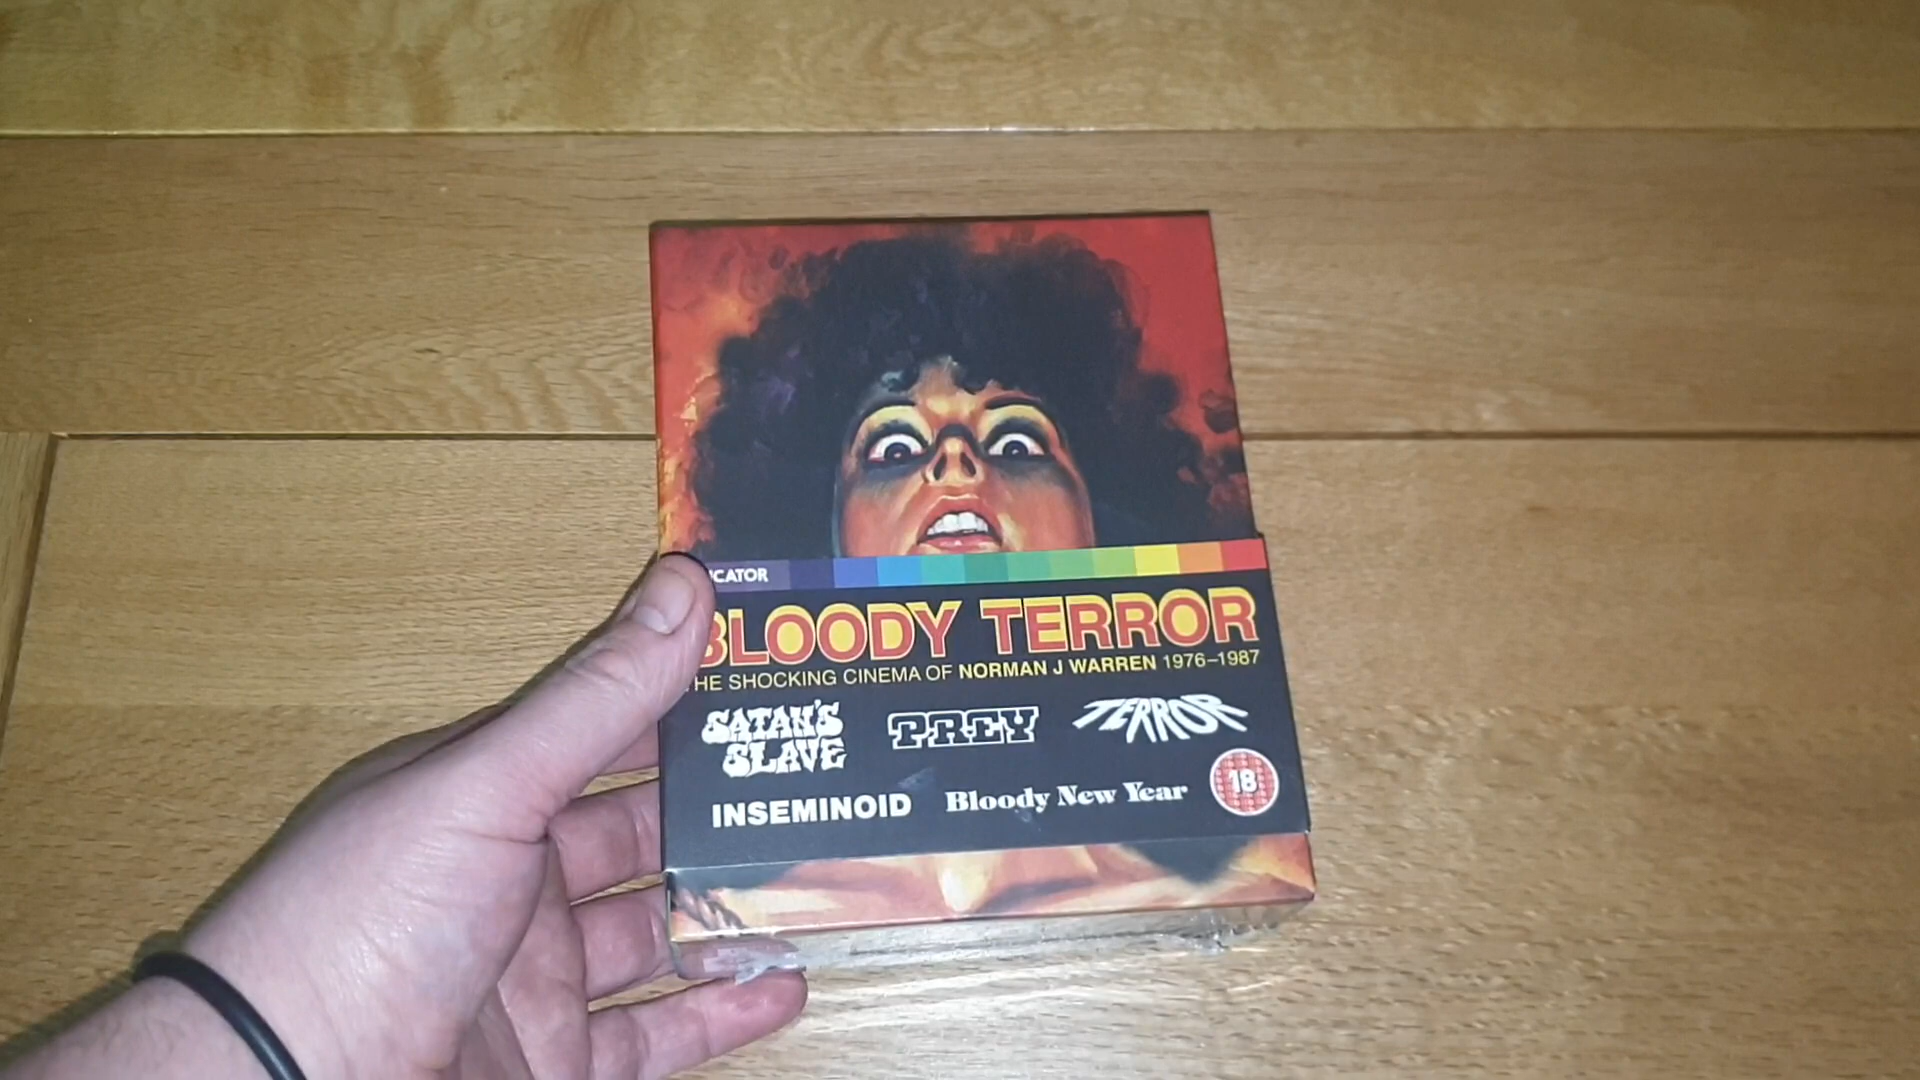 ICATOR
BLOODY TERROR
THE SHOCKING CINEMA OF NORMAN J WARREN 1976–1987
SATAN'S SLAVE
PREY
TERROR
INSEMINOID
Bloody New Year
18